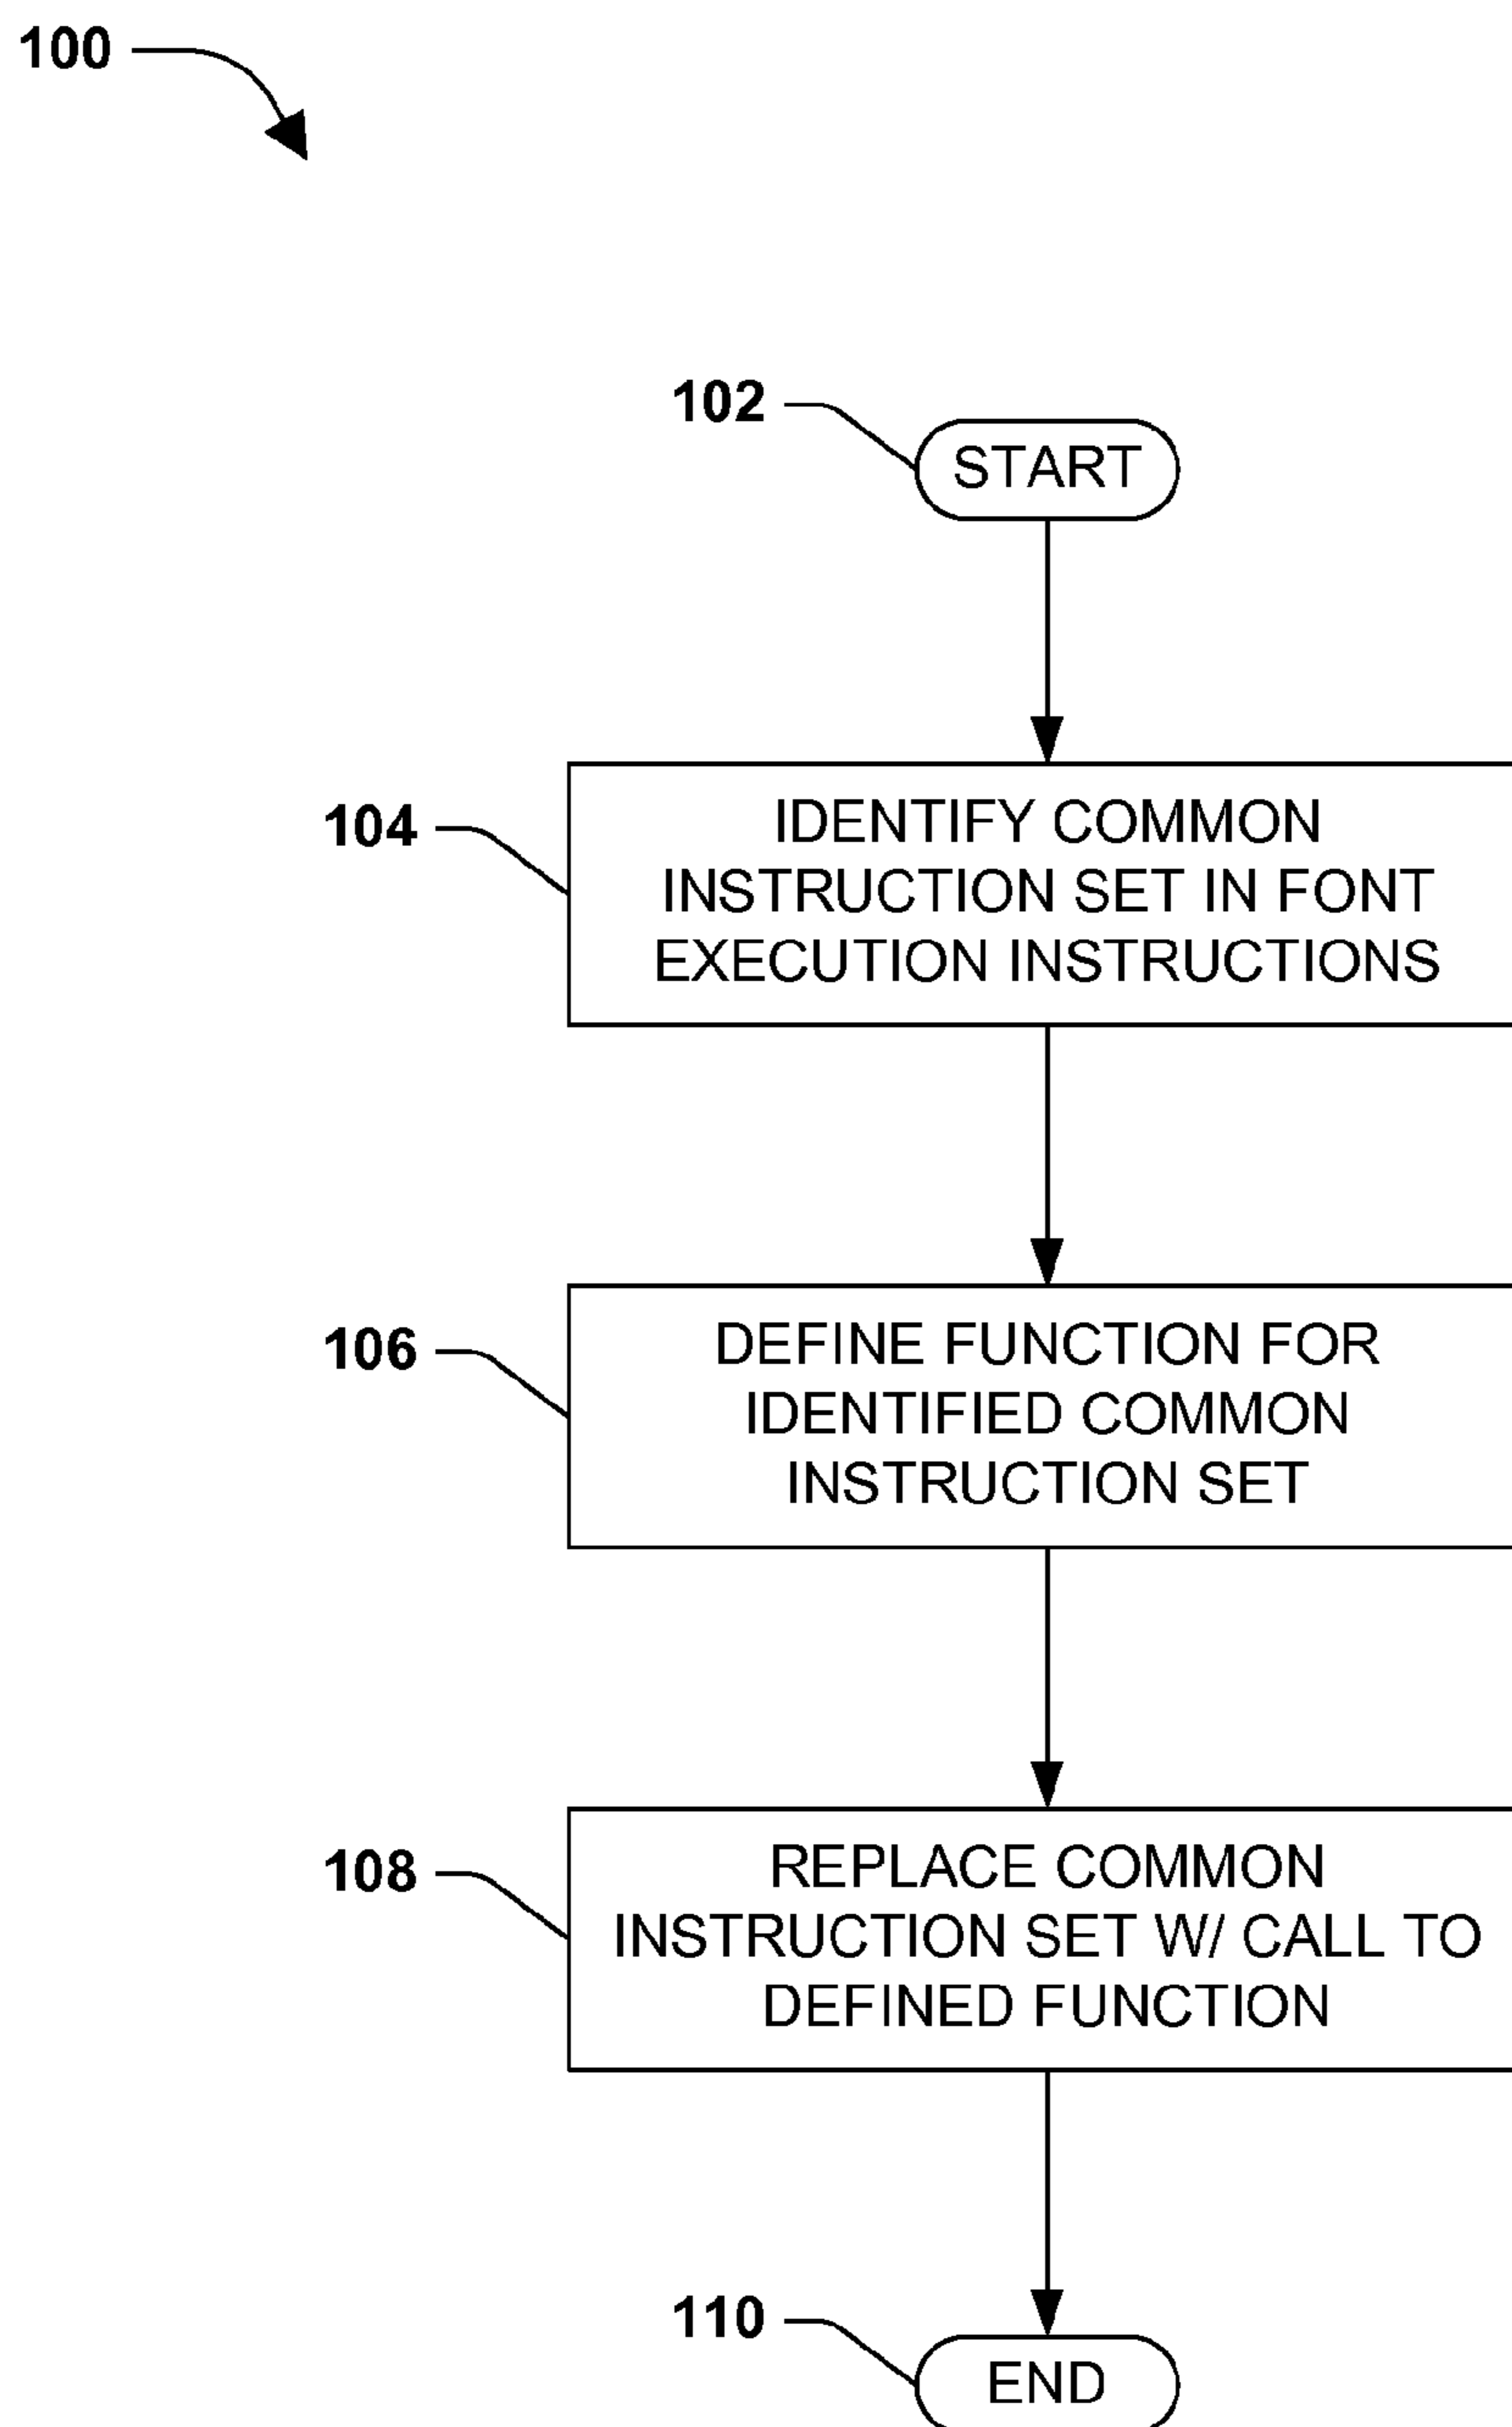 100
102
START
104
IDENTIFY COMMON
INSTRUCTION SET IN FONT
EXECUTION INSTRUCTIONS
106
DEFINE FUNCTION FOR
IDENTIFIED COMMON
INSTRUCTION SET
108
REPLACE COMMON
INSTRUCTION SET W/ CALL TO
DEFINED FUNCTION
110
END